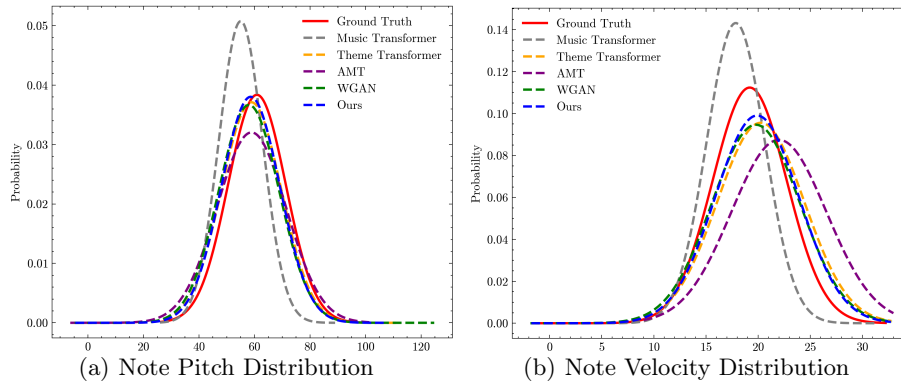 0.05
0.04
0.03
0.02
0.01
0.00
Probability
0 20 40 60 80 100 120
Ground Truth
Music Transformer
Theme Transformer
AMT
WGAN
Ours
(a) Note Pitch Distribution
0.14
0.12
0.10
0.08
0.06
0.04
0.02
0.00
Probability
0 5 10 15 20 25 30
Ground Truth
Music Transformer
Theme Transformer
AMT
WGAN
Ours
(b) Note Velocity Distribution